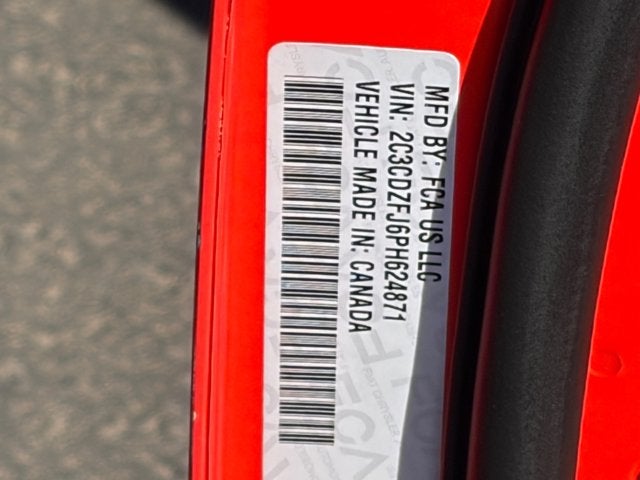 MFD BY: FCA US LLC
VIN: 2C3CDZFJ6PH624871
VEHICLE MADE IN: CANADA